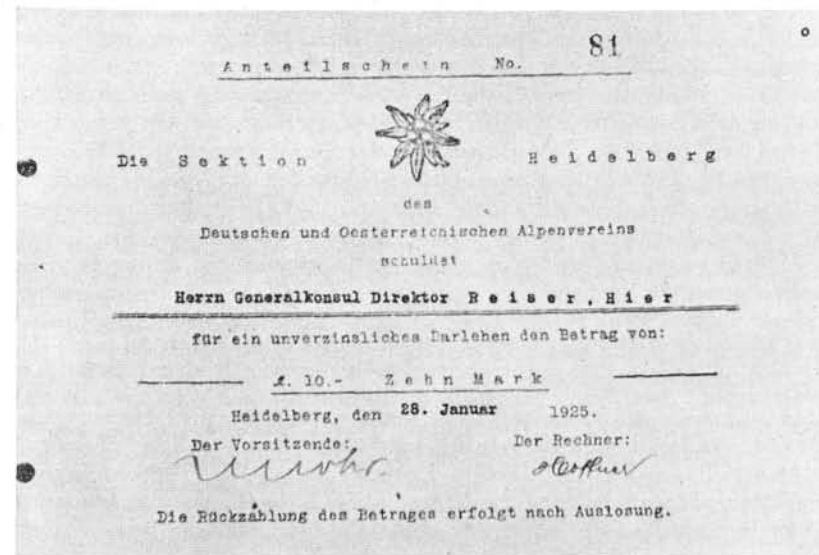 Anteilschein No. 81
Die Sektion Heidelberg
des
Deutschen und Oesterreichischen Alpenvereins
schuldet
Herrn Generalkonsul Direktor Reiser, Hier
für ein unverzinsliches Darlehen den Betrag von:
10.- Zehn Mark
Heidelberg, den 28. Januar 1925.
Der Vorsitzende: Der Rechner:
Die Rückzahlung des Betrages erfolgt nach Auslosung.